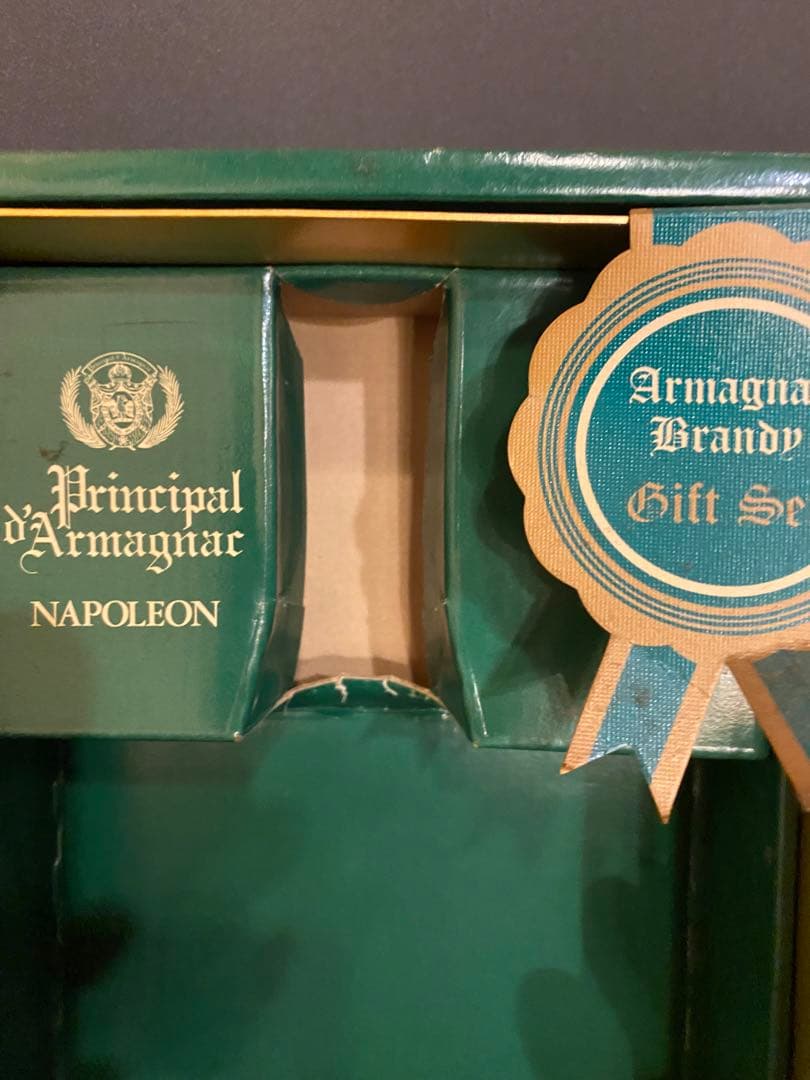 Principal
d'Armagnac
NAPOLEON
Armagna
Brandy
Gift Se